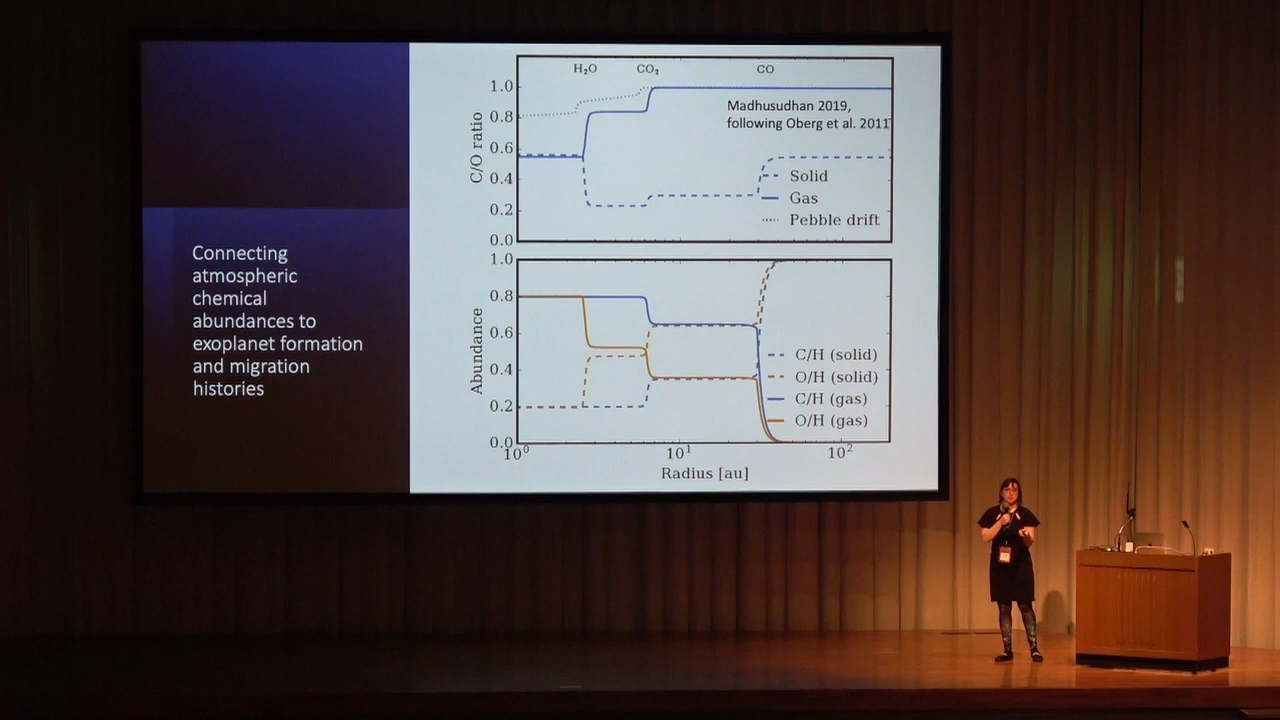 Connecting
atmospheric
chemical
abundances to
exoplanet formation
and migration
histories
H₂O CO₂ CO
1.0
0.8
0.6
0.4
0.2
0.0
C/O ratio
Madhusudhan 2019,
following Oberg et al. 2011
Solid
Gas
Pebble drift
1.0
0.8
0.6
0.4
0.2
0.0
Abundance
C/H (solid)
O/H (solid)
C/H (gas)
O/H (gas)
10⁰ 10¹ 10²
Radius [au]